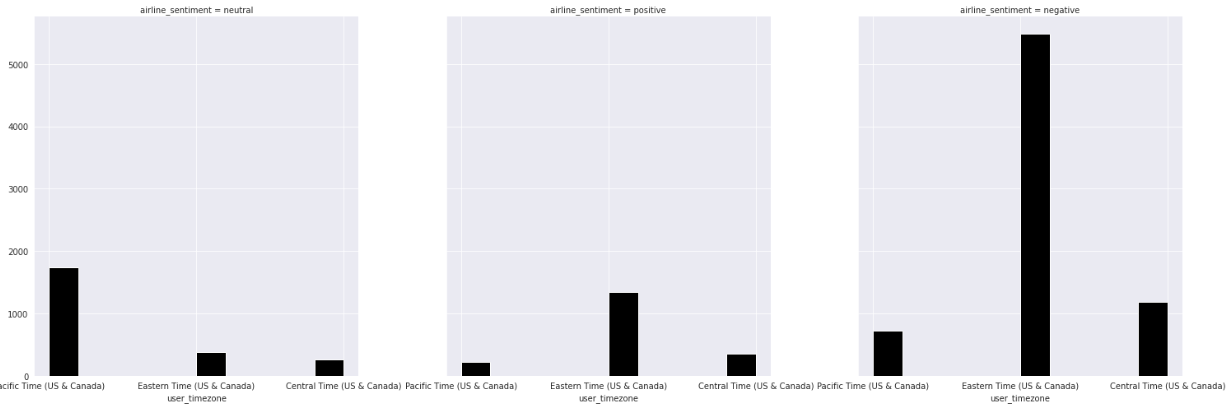 airline_sentiment = neutral
airline_sentiment = positive
airline_sentiment = negative
5000
4000
3000
2000
1000
0
acific Time (US & Canada) Eastern Time (US & Canada) Central Time (US & Canada) Pacific Time (US & Canada) Eastern Time (US & Canada) Central Time (US & Canada) Pacific Time (US & Canada) Eastern Time (US & Canada) Central Time (US & Canada)
user_timezone
user_timezone
user_timezone